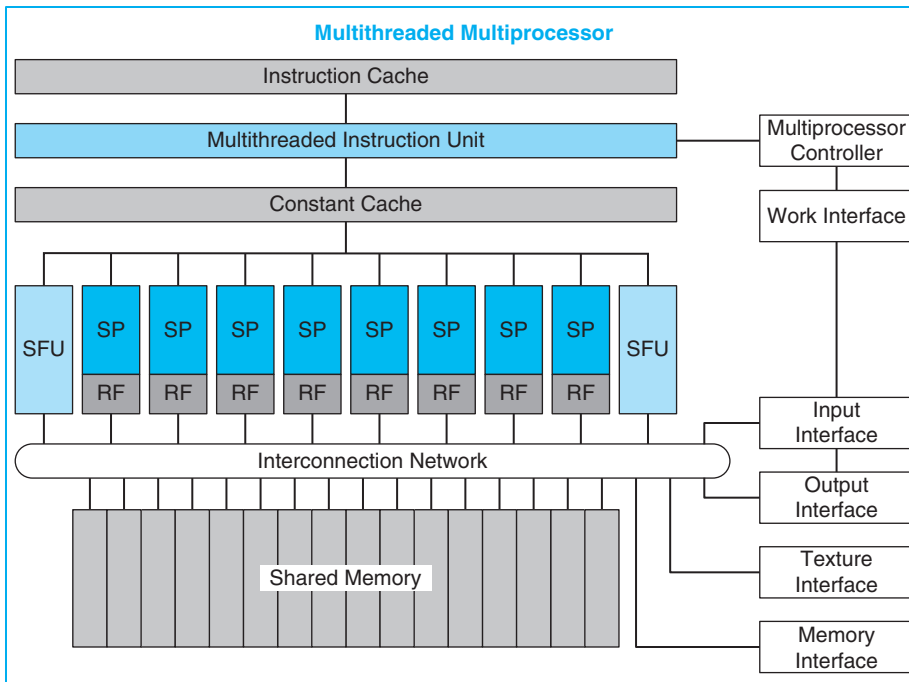 Multithreaded Multiprocessor
Instruction Cache
Multithreaded Instruction Unit
Multiprocessor
Controller
Constant Cache
Work Interface
SFU SP SP SP SP SP SP SP SP SFU
RF RF RF RF RF RF RF RF
Input
Interface
Interconnection Network
Output
Interface
Shared Memory
Texture
Interface
Memory
Interface